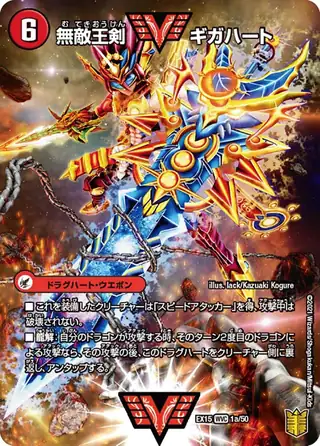 6
む てき おう けん
無敵王剣 ギガハート
ドラグハート・ウエポン
illus. Jack/Kazuaki Kogure
■これを装備したクリーチャーは「スピードアタッカー」を得、攻撃中は
破壊されない。
■龍解：自分のドラゴンが攻撃する時、そのターン2度目のドラゴンに
よる攻撃なら、その攻撃の後、このドラグハートをクリーチャー側に裏
返し、アンタップする。
EX15 WVC 1a/50